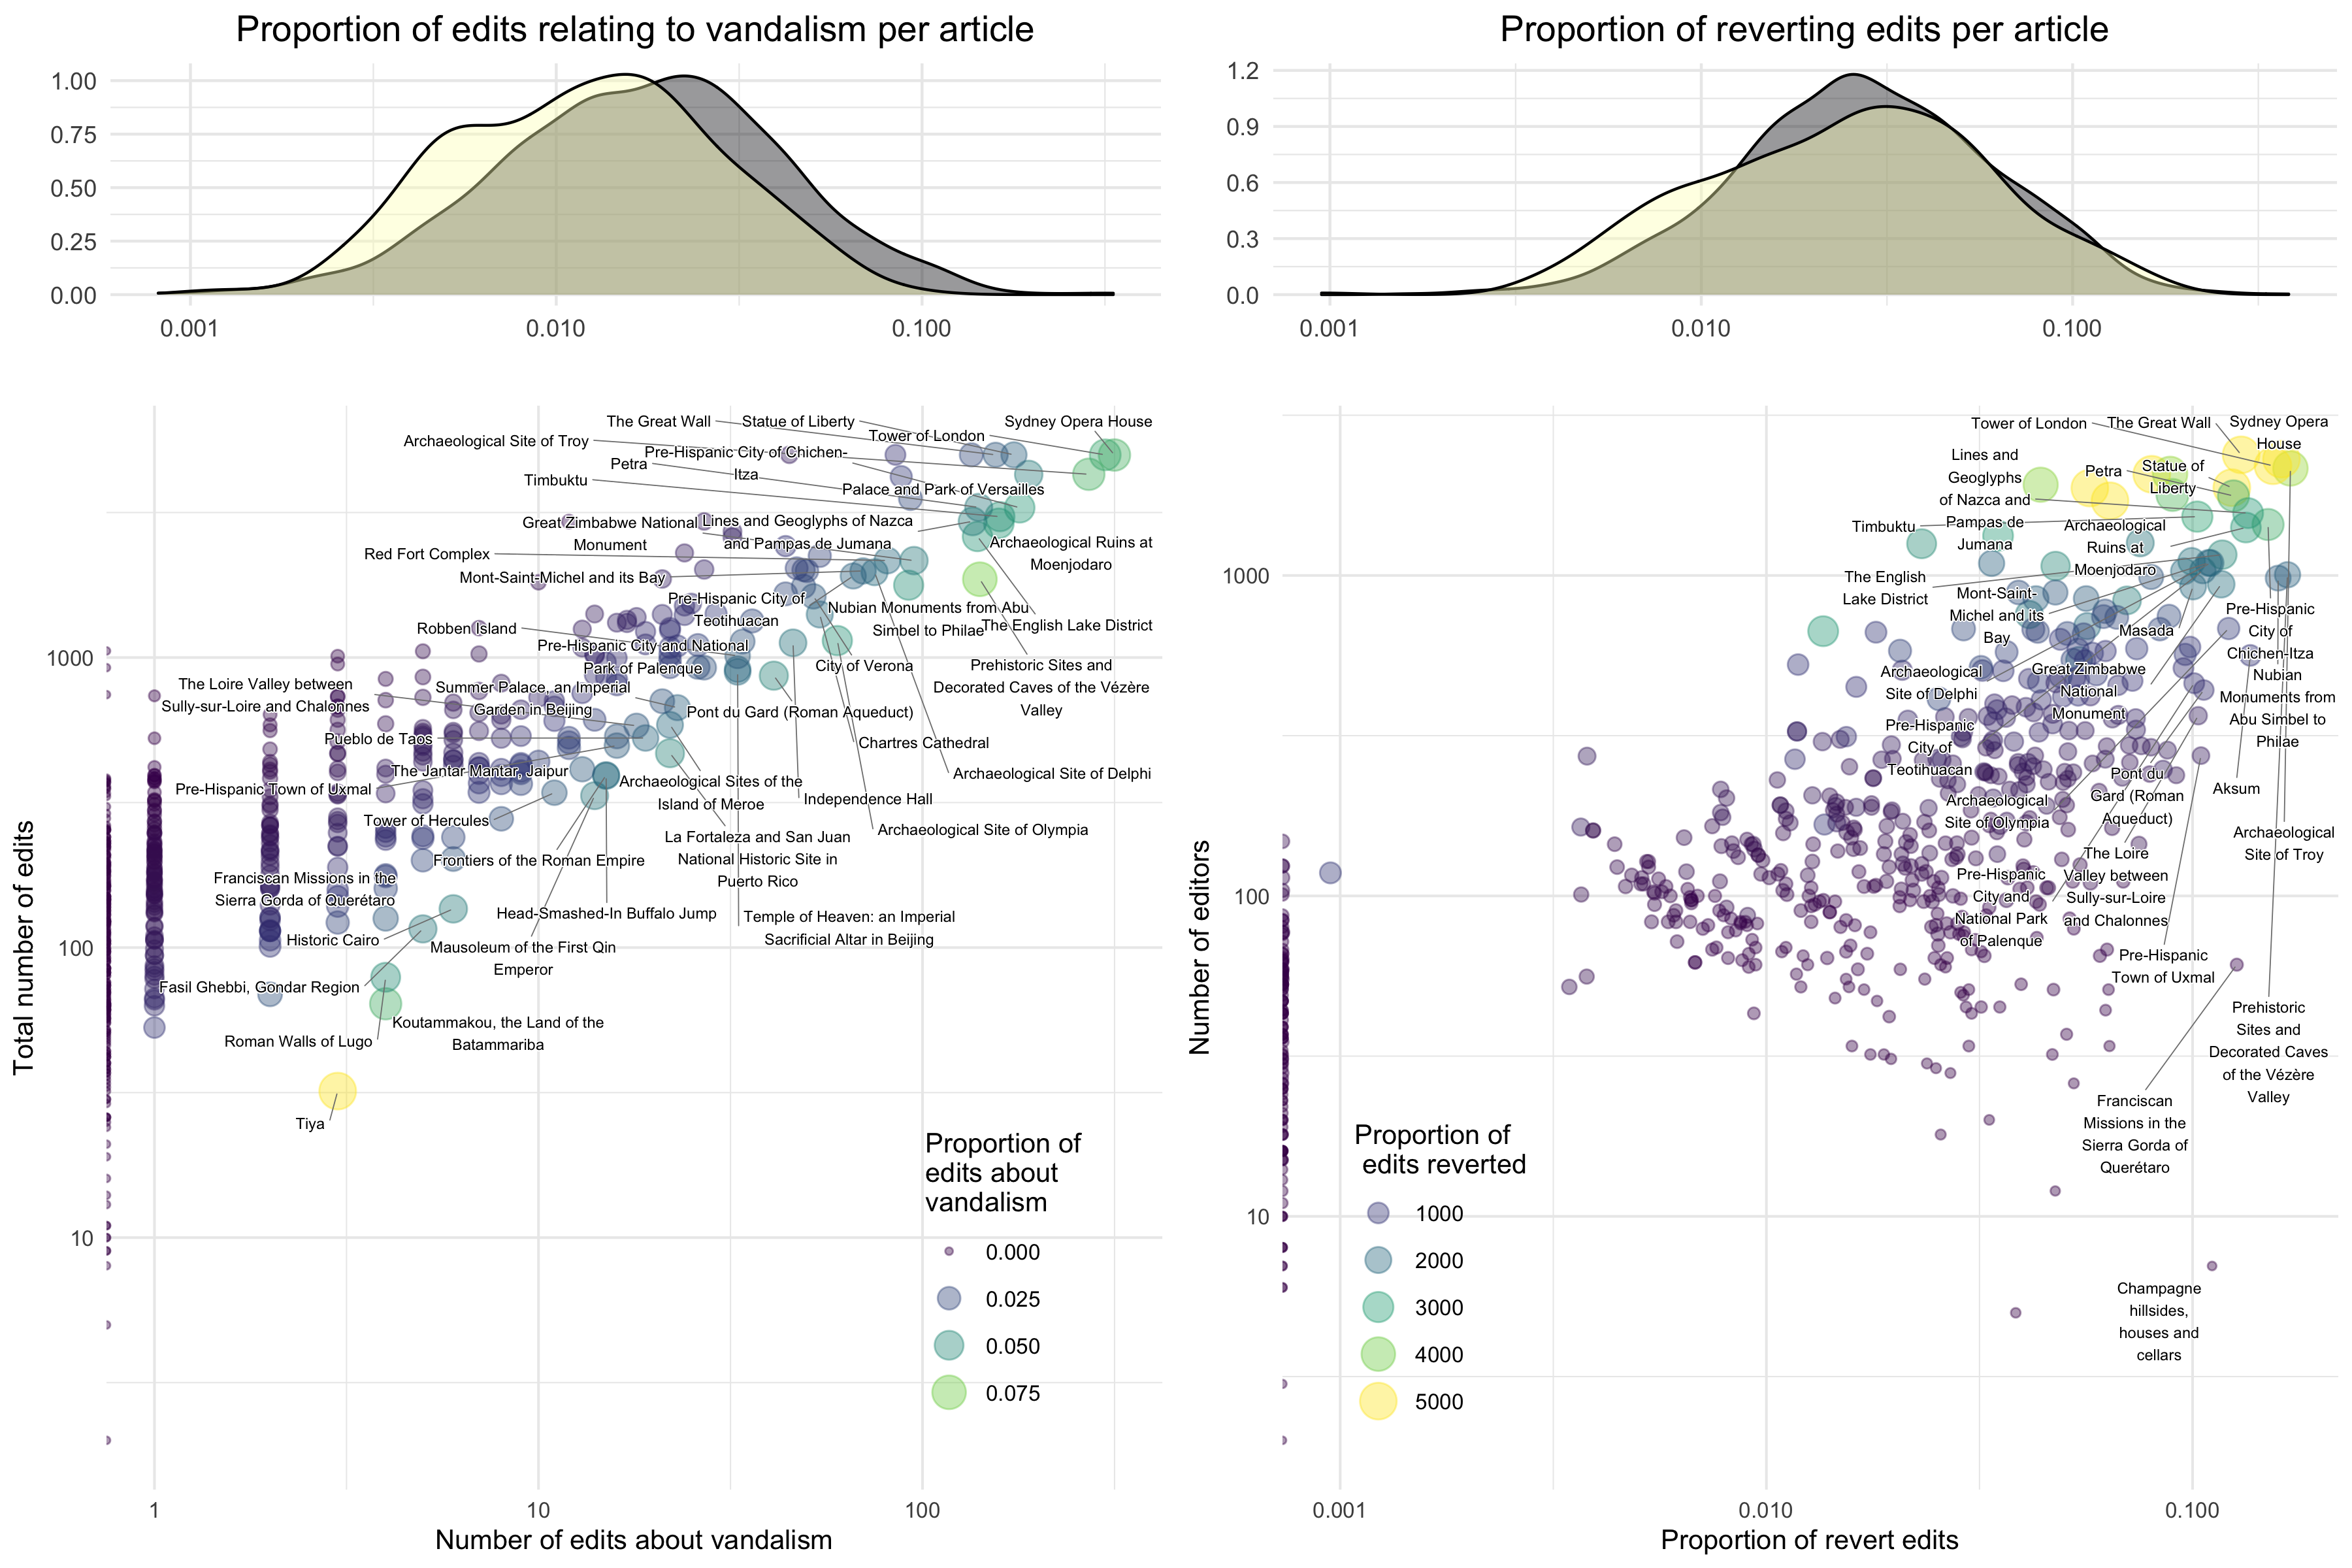 Proportion of edits relating to vandalism per article
1.00
0.75
0.50
0.25
0.00
0.001
0.010
0.100
Proportion of reverting edits per article
1.2
0.9
0.6
0.3
0.0
0.001
0.010
0.100
Total number of edits
1000
100
10
The Great Wall
Statue of Liberty
Sydney Opera House
Archaeological Site of Troy
Tower of London
Pre-Hispanic City of Chichen-
Itza
Petra
Timbuktu
Palace and Park of Versailles
Great Zimbabwe National
Monument
Lines and Geoglyphs of Nazca
and Pampas de Jumana
Red Fort Complex
Archaeological Ruins at
Moenjodaro
Mont-Saint-Michel and its Bay
Pre-Hispanic City of
Teotihuacan
Nubian Monuments from Abu
Simbel to Philae
The English Lake District
Robben Island
Pre-Hispanic City and National
Park of Palenque
City of Verona
Prehistoric Sites and
Decorated Caves of the Vézère
Valley
The Loire Valley between
Sully-sur-Loire and Chalonnes
Summer Palace, an Imperial
Garden in Beijing
Pont du Gard (Roman Aqueduct)
Pueblo de Taos
Chartres Cathedral
The Jantar Mantar, Jaipur
Archaeological Site of Delphi
Pre-Hispanic Town of Uxmal
Archaeological Sites of the
Island of Meroe
Independence Hall
Tower of Hercules
Archaeological Site of Olympia
La Fortaleza and San Juan
National Historic Site in
Puerto Rico
Frontiers of the Roman Empire
Franciscan Missions in the
Sierra Gorda of Querétaro
Head-Smashed-In Buffalo Jump
Temple of Heaven: an Imperial
Sacrificial Altar in Beijing
Historic Cairo
Mausoleum of the First Qin
Emperor
Fasil Ghebbi, Gondar Region
Koutammakou, the Land of the
Batammariba
Roman Walls of Lugo
Tiya
Proportion of
edits about
vandalism
0.000
0.025
0.050
0.075
1
10
100
Number of edits about vandalism
Number of editors
1000
100
10
Tower of London
The Great Wall
Sydney Opera
House
Lines and
Geoglyphs
of Nazca and
Pampas de
Jumana
Petra
Statue of
Liberty
Timbuktu
Archaeological
Ruins at
Moenjodaro
The English
Lake District
Mont-Saint-
Michel and its
Bay
Masada
Pre-Hispanic
City of
Chichen-Itza
Nubian
Monuments from
Abu Simbel to
Philae
Archaeological
Site of Delphi
Great Zimbabwe
National
Monument
Pre-Hispanic
City of
Teotihuacan
Pont du
Gard (Roman
Aqueduct)
Aksum
Archaeological
Site of Olympia
Archaeological
Site of Troy
The Loire
Valley between
Sully-sur-Loire
and Chalonnes
Pre-Hispanic
City and
National Park
of Palenque
Pre-Hispanic
Town of Uxmal
Prehistoric
Sites and
Decorated Caves
of the Vézère
Valley
Franciscan
Missions in the
Sierra Gorda of
Querétaro
Champagne
hillsides,
houses and
cellars
Proportion of
edits reverted
1000
2000
3000
4000
5000
0.001
0.010
0.100
Proportion of revert edits